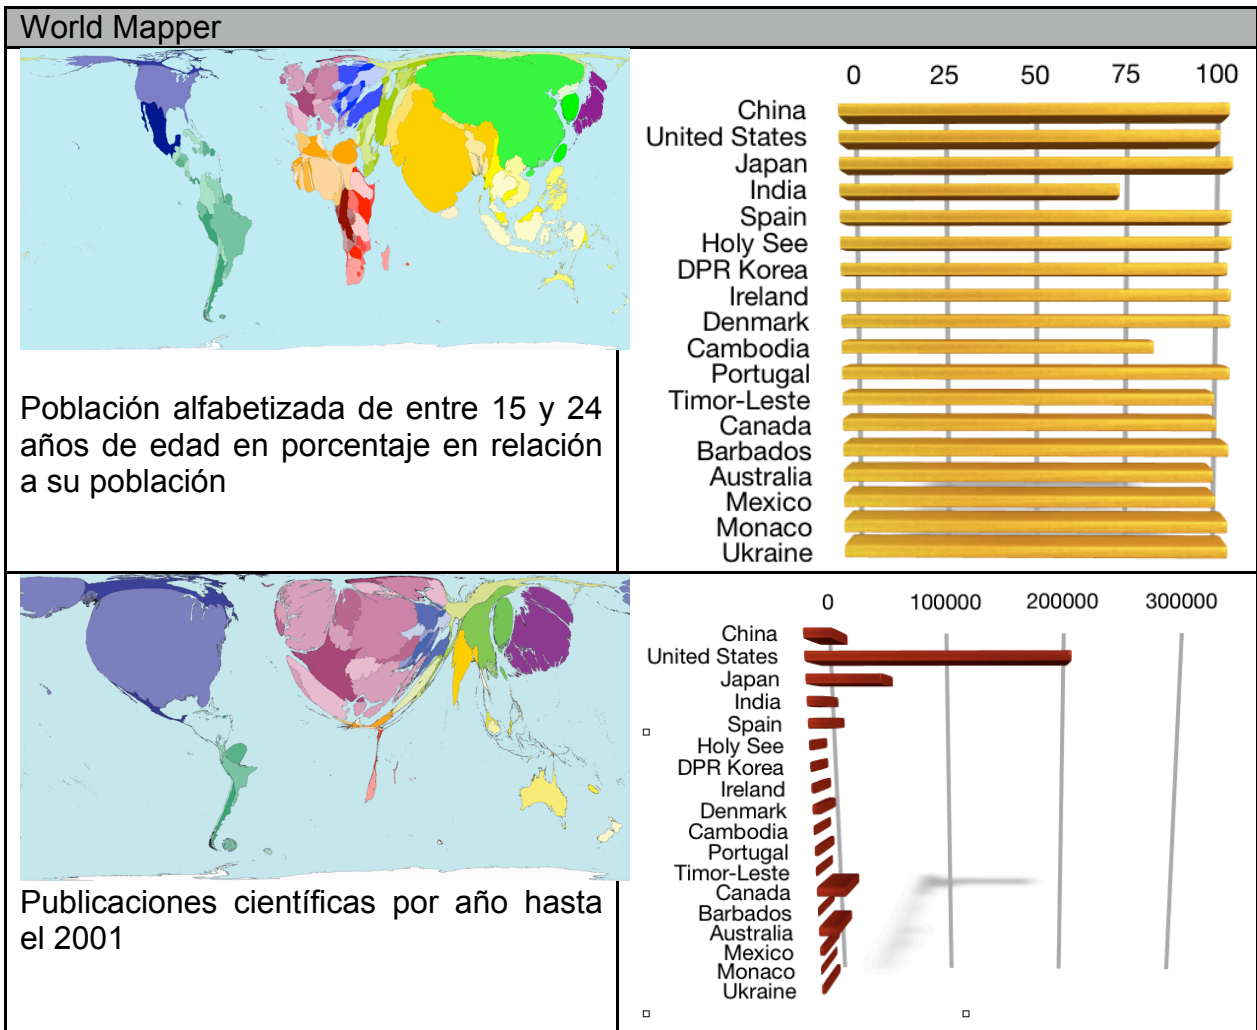 World Mapper
0 25 50 75 100
China
United States
Japan
India
Spain
Holy See
DPR Korea
Ireland
Denmark
Cambodia
Portugal
Timor-Leste
Canada
Barbados
Australia
Mexico
Monaco
Ukraine
Población alfabetizada de entre 15 y 24
años de edad en porcentaje en relación
a su población
0 100000 200000 300000
China
United States
Japan
India
Spain
Holy See
DPR Korea
Ireland
Denmark
Cambodia
Portugal
Timor-Leste
Canada
Barbados
Australia
Mexico
Monaco
Ukraine
Publicaciones científicas por año hasta
el 2001